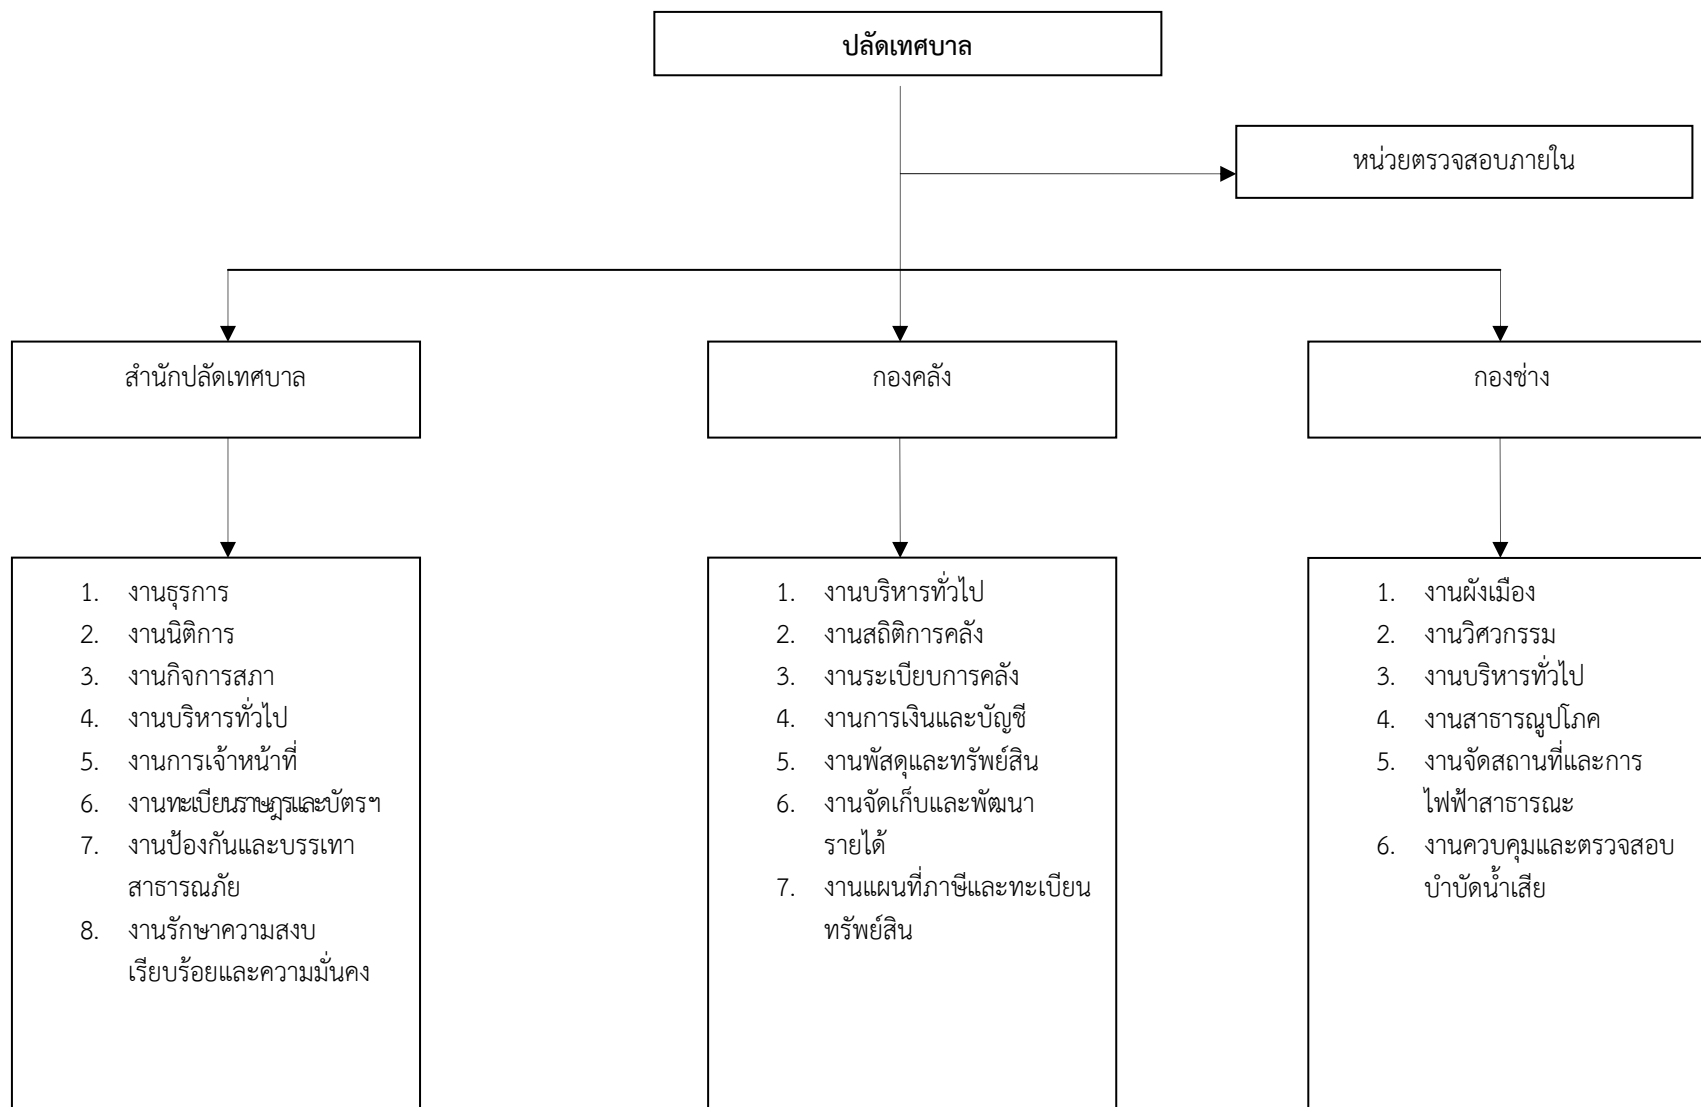 ปลัดเทศบาล
หน่วยตรวจสอบภายใน
สำนักปลัดเทศบาล
กองคลัง
กองช่าง
1. งานธุรการ
2. งานนิติการ
3. งานกิจการสภา
4. งานบริหารทั่วไป
5. งานการเจ้าหน้าที่
6. งานทะเบียนราษฎรและบัตรฯ
7. งานป้องกันและบรรเทา
สาธารณภัย
8. งานรักษาความสงบ
เรียบร้อยและความมั่นคง
1. งานบริหารทั่วไป
2. งานสถิติการคลัง
3. งานระเบียบการคลัง
4. งานการเงินและบัญชี
5. งานพัสดุและทรัพย์สิน
6. งานจัดเก็บและพัฒนา
รายได้
7. งานแผนที่ภาษีและทะเบียน
ทรัพย์สิน
1. งานผังเมือง
2. งานวิศวกรรม
3. งานบริหารทั่วไป
4. งานสาธารณูปโภค
5. งานจัดสถานที่และการ
ไฟฟ้าสาธารณะ
6. งานควบคุมและตรวจสอบ
บำบัดน้ำเสีย